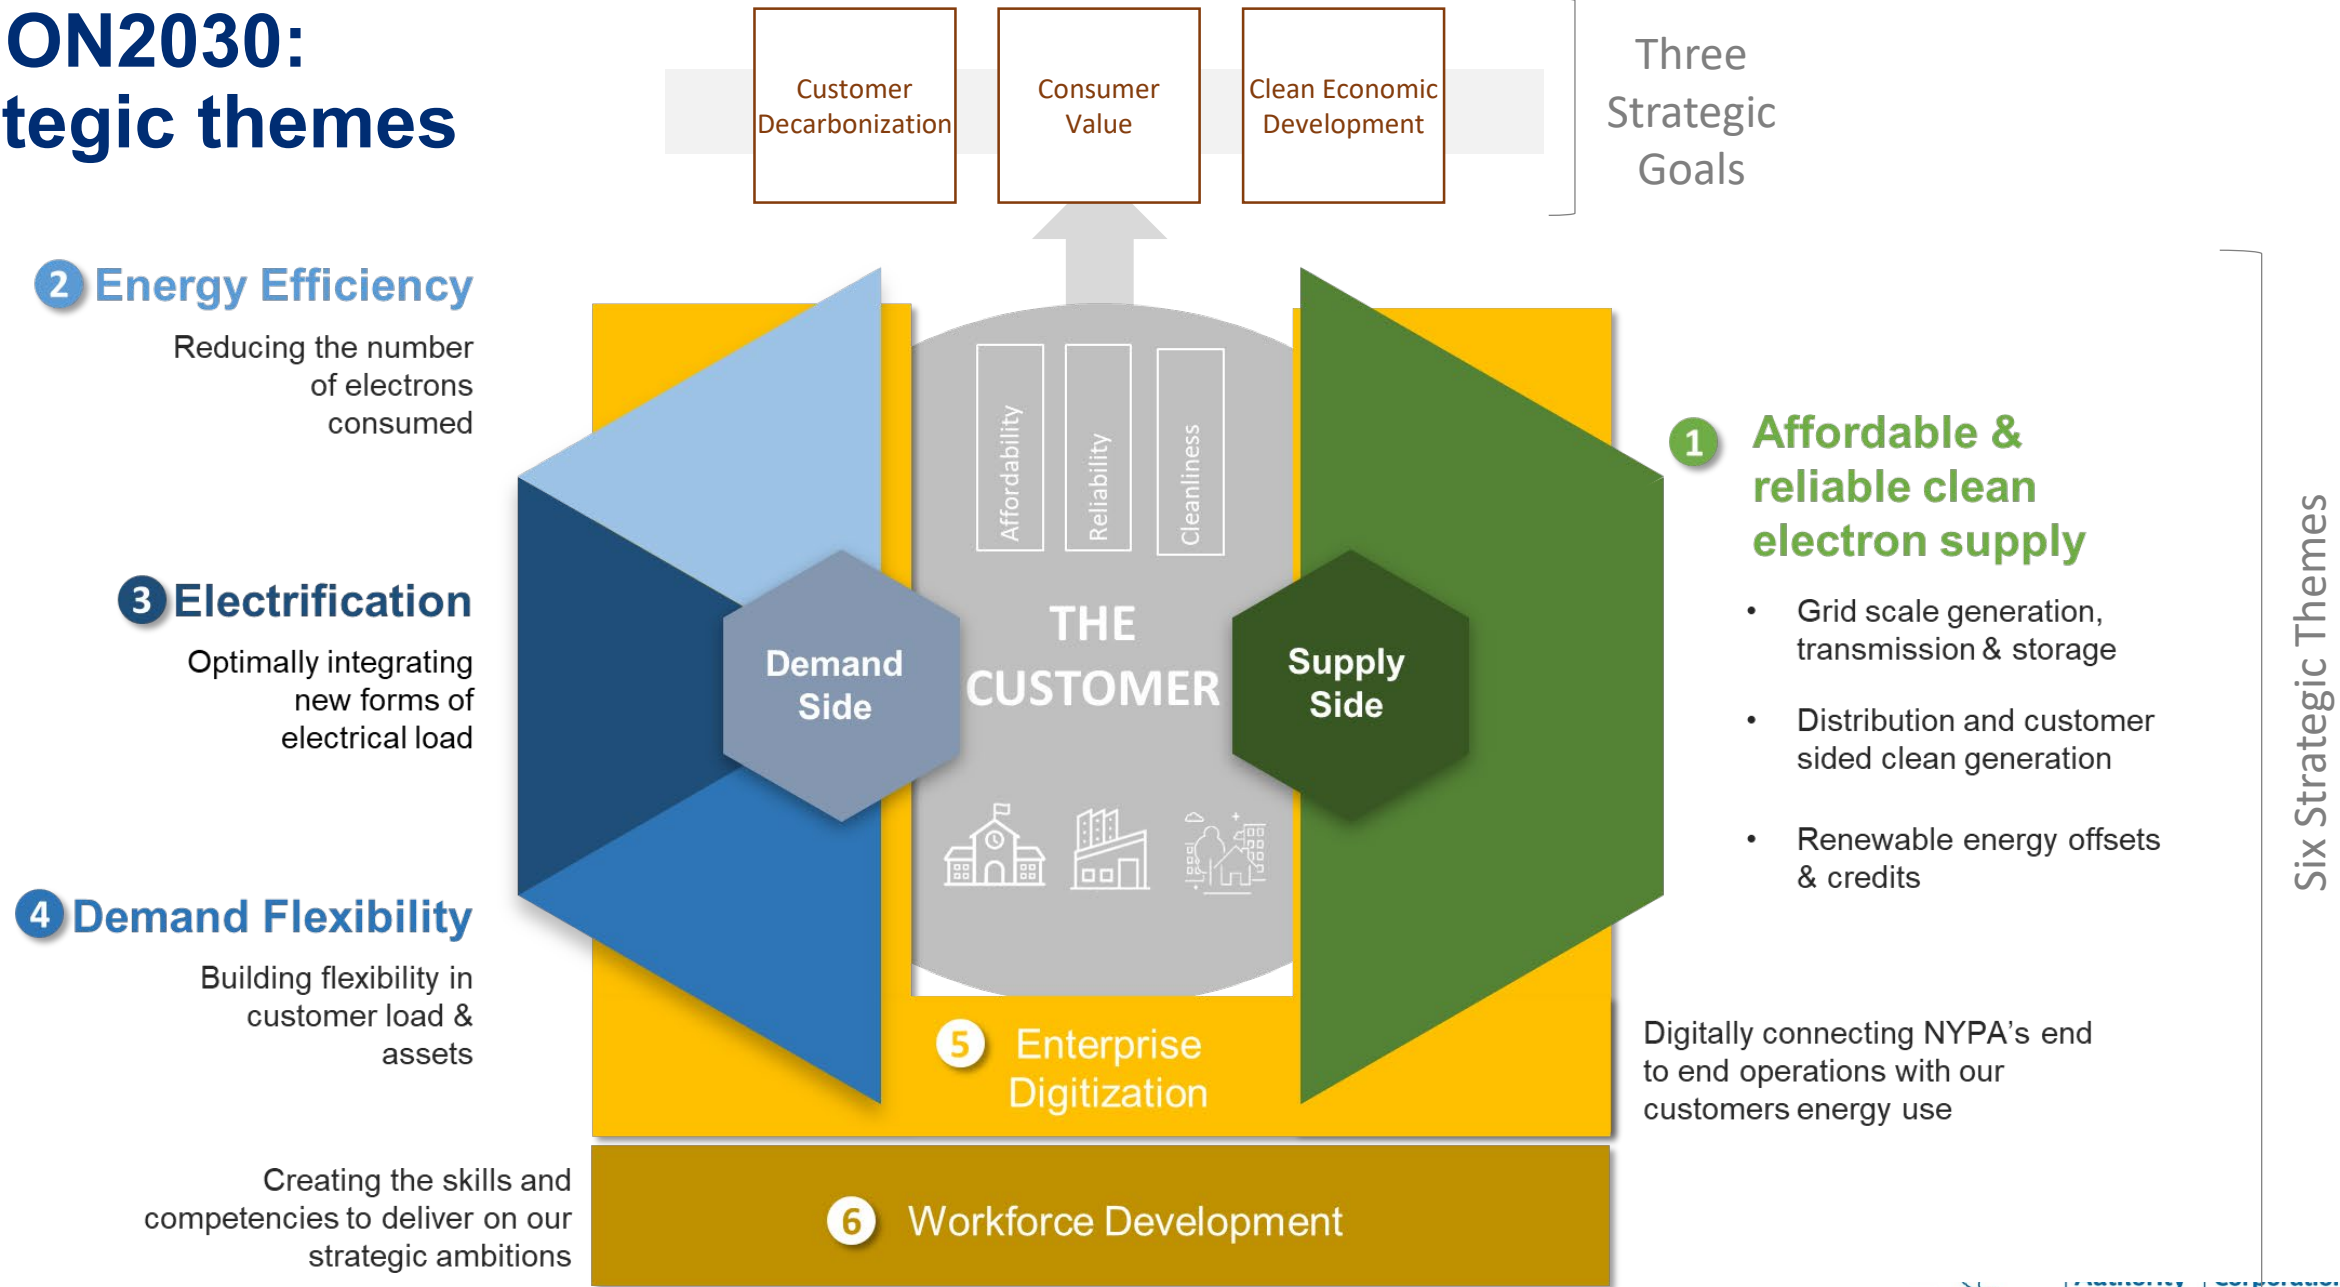 ON2030:
tegic themes
Customer
Decarbonization
Consumer
Value
Clean Economic
Development
Three
Strategic
Goals
2 Energy Efficiency
Reducing the number
of electrons
consumed
3 Electrification
Optimally integrating
new forms of
electrical load
4 Demand Flexibility
Building flexibility in
customer load &
assets
Affordability
Reliability
Cleanliness
THE
CUSTOMER
Demand
Side
Supply
Side
1 Affordable &
reliable clean
electron supply
• Grid scale generation,
transmission & storage
• Distribution and customer
sided clean generation
• Renewable energy offsets
& credits
Six Strategic Themes
5 Enterprise
Digitization
Digitally connecting NYPA's end
to end operations with our
customers energy use
Creating the skills and
competencies to deliver on our
strategic ambitions
6 Workforce Development